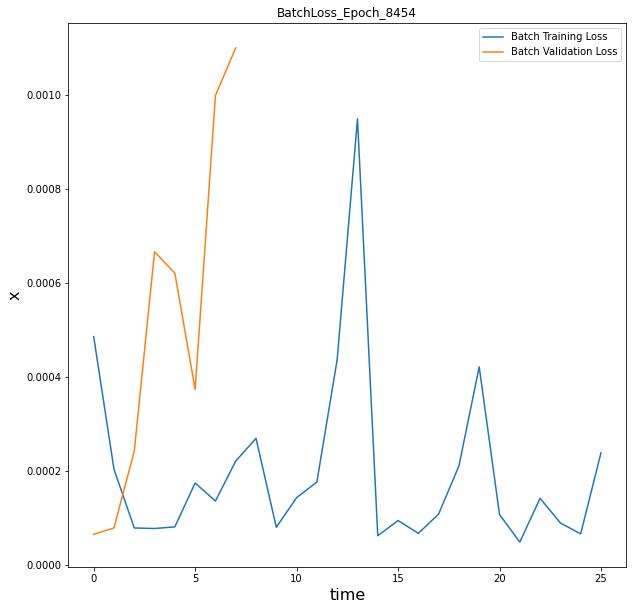 BatchLoss_Epoch_8454
Batch Training Loss
Batch Validation Loss
0.0010
0.0008
0.0006
0.0004
0.0002
0.0000
x
0 5 10 15 20 25
time